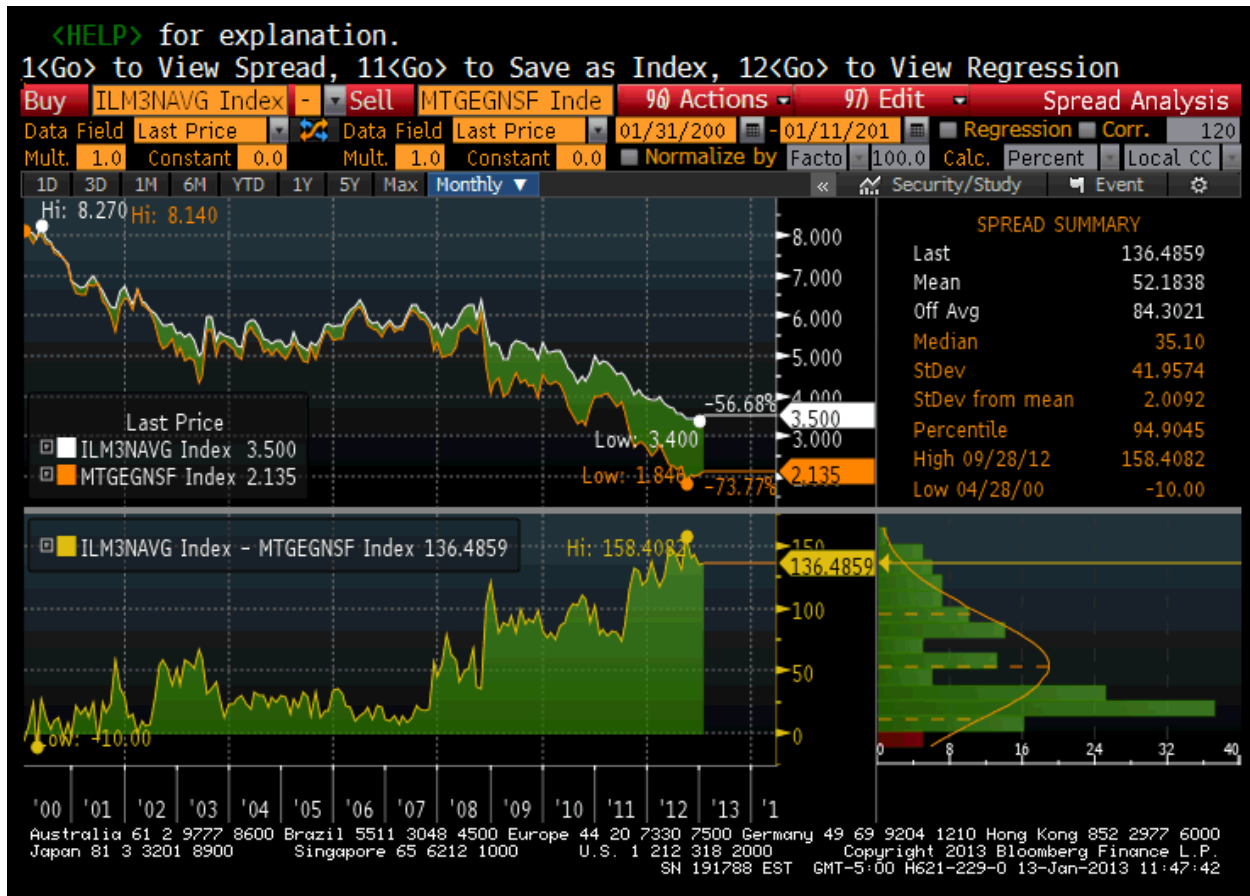 <HELP> for explanation.
1<Go> to View Spread, 11<Go> to Save as Index, 12<Go> to View Regression
Buy ILM3NAVG Index - Sell MTGEGNSF Inde 96) Actions 97) Edit Spread Analysis
Data Field Last Price Data Field Last Price 01/31/200 - 01/11/201 Regression Corr. 120
Mult. 1.0 Constant 0.0 Mult. 1.0 Constant 0.0 Normalize by Facto 100.0 Calc. Percent Local CC
1D 3D 1M 6M YTD 1Y 5Y Max Monthly ▼ « Security/Study Event
Hi: 8.270 Hi: 8.140
8.000
7.000
6.000
5.000
4.000
-56.68%
3.500
Low: 3.400
3.000
Low: 1.840
-73.77%
2.135
Last Price
ILM3NAVG Index 3.500
MTGEGNSF Index 2.135
SPREAD SUMMARY
Last 136.4859
Mean 52.1838
Off Avg 84.3021
Median 35.10
StDev 41.9574
StDev from mean 2.0092
Percentile 94.9045
High 09/28/12 158.4082
Low 04/28/00 -10.00
ILM3NAVG Index - MTGEGNSF Index 136.4859
Hi: 158.4082
150
136.4859
100
50
0
Low: -10.00
0 8 16 24 32 40
'00 '01 '02 '03 '04 '05 '06 '07 '08 '09 '10 '11 '12 '13 '1
Australia 61 2 9777 8600 Brazil 5511 3048 4500 Europe 44 20 7330 7500 Germany 49 69 9204 1210 Hong Kong 852 2977 6000
Japan 81 3 3201 8900 Singapore 65 6212 1000 U.S. 1 212 318 2000 Copyright 2013 Bloomberg Finance L.P.
SN 191788 EST GMT-5:00 H621-229-0 13-Jan-2013 11:47:42